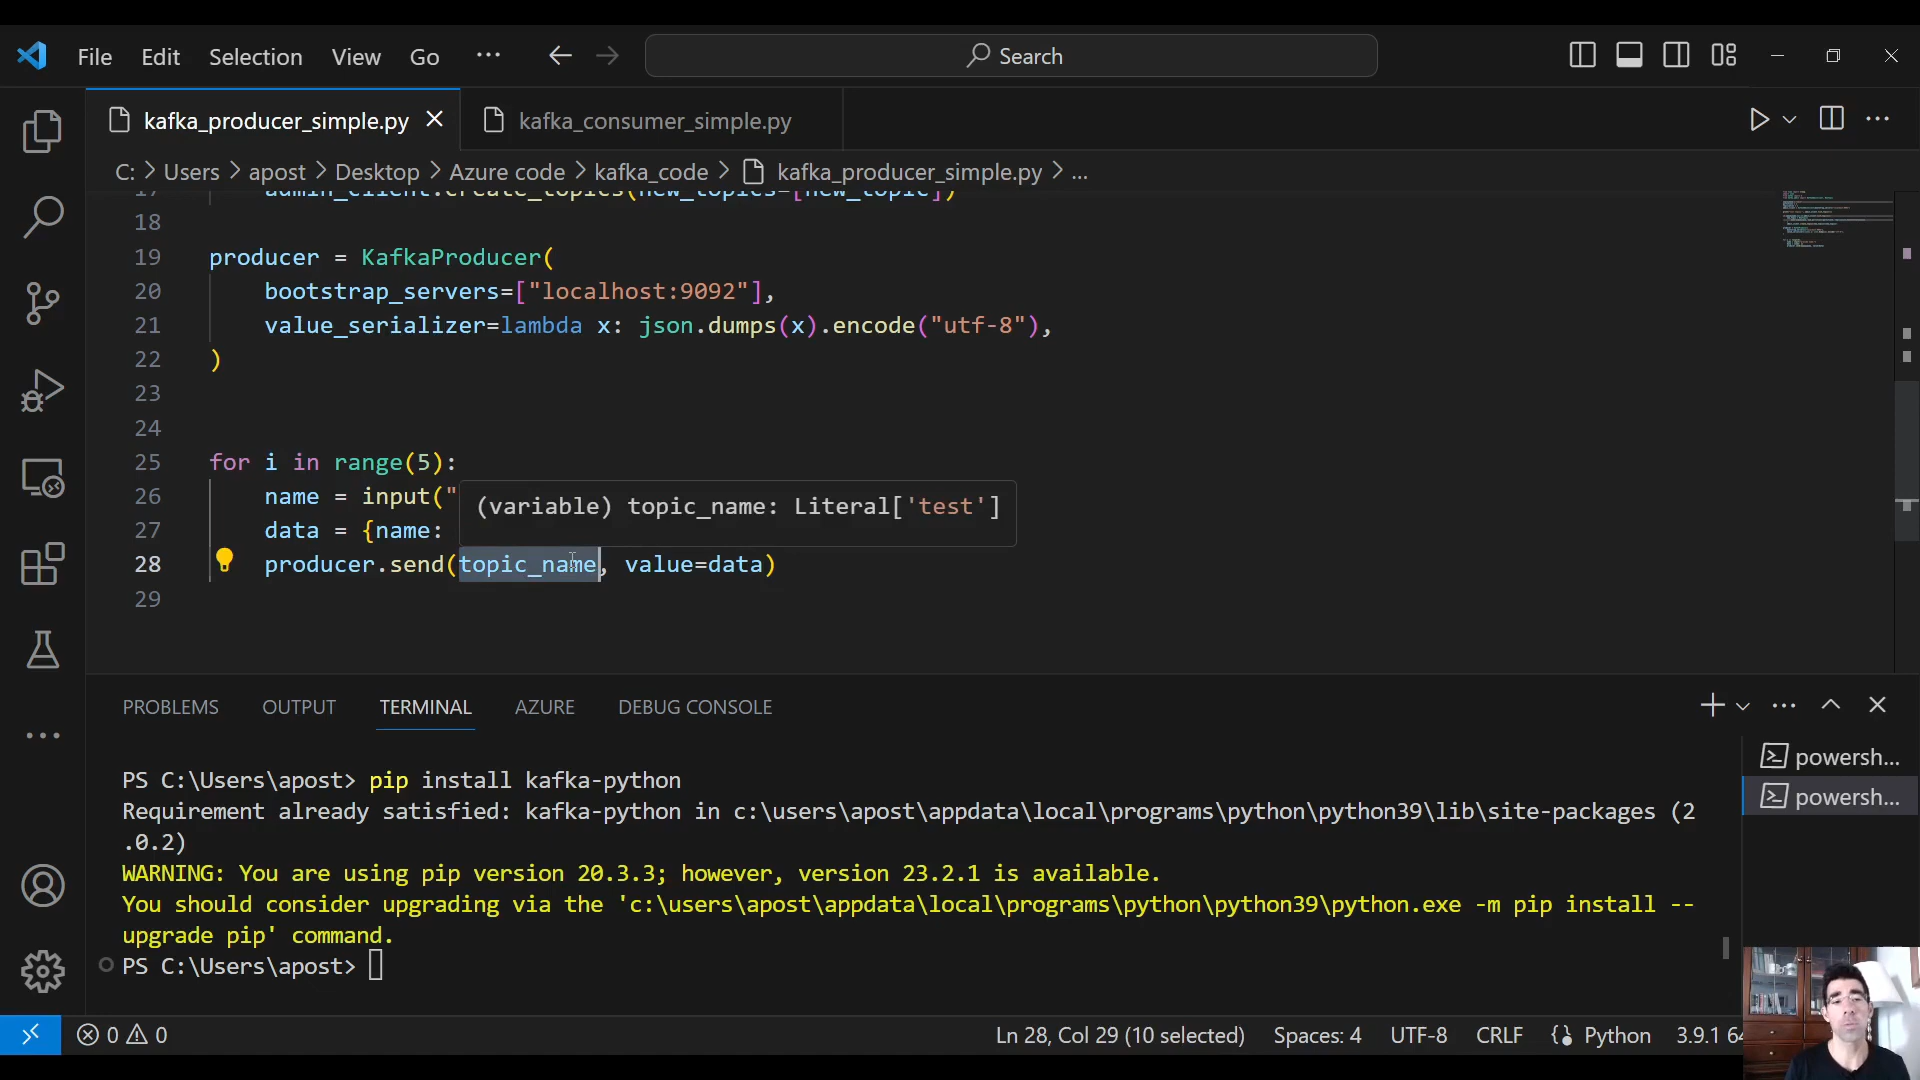 File Edit Selection View Go ... Search
kafka_producer_simple.py kafka_consumer_simple.py
C: > Users > apost > Desktop > Azure code > kafka_code > kafka_producer_simple.py > ...
17 admin_client.create_topics(new_topics=[new_topic])
18
19 producer = KafkaProducer(
20 bootstrap_servers=["localhost:9092"],
21 value_serializer=lambda x: json.dumps(x).encode("utf-8"),
22 )
23
24
25 for i in range(5):
26 name = input("
(variable) topic_name: Literal['test']
27 data = {name:
28 producer.send(topic_name, value=data)
29
PROBLEMS OUTPUT TERMINAL AZURE DEBUG CONSOLE
PS C:\Users\apost> pip install kafka-python
Requirement already satisfied: kafka-python in c:\users\apost\appdata\local\programs\python\python39\lib\site-packages (2
.0.2)
WARNING: You are using pip version 20.3.3; however, version 23.2.1 is available.
You should consider upgrading via the 'c:\users\apost\appdata\local\programs\python\python39\python.exe -m pip install --
upgrade pip' command.
PS C:\Users\apost>
powersh...
powersh...
0 0 Ln 28, Col 29 (10 selected) Spaces: 4 UTF-8 CRLF Python 3.9.1 64